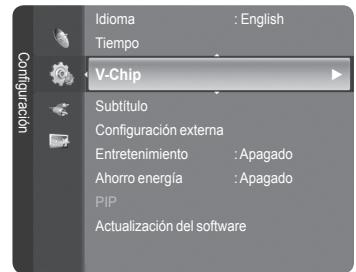 Configuración
Idioma : English
Tiempo
V-Chip
Subtítulo
Configuración externa
Entretenimiento : Apagado
Ahorro energía : Apagado
PIP
Actualización del software